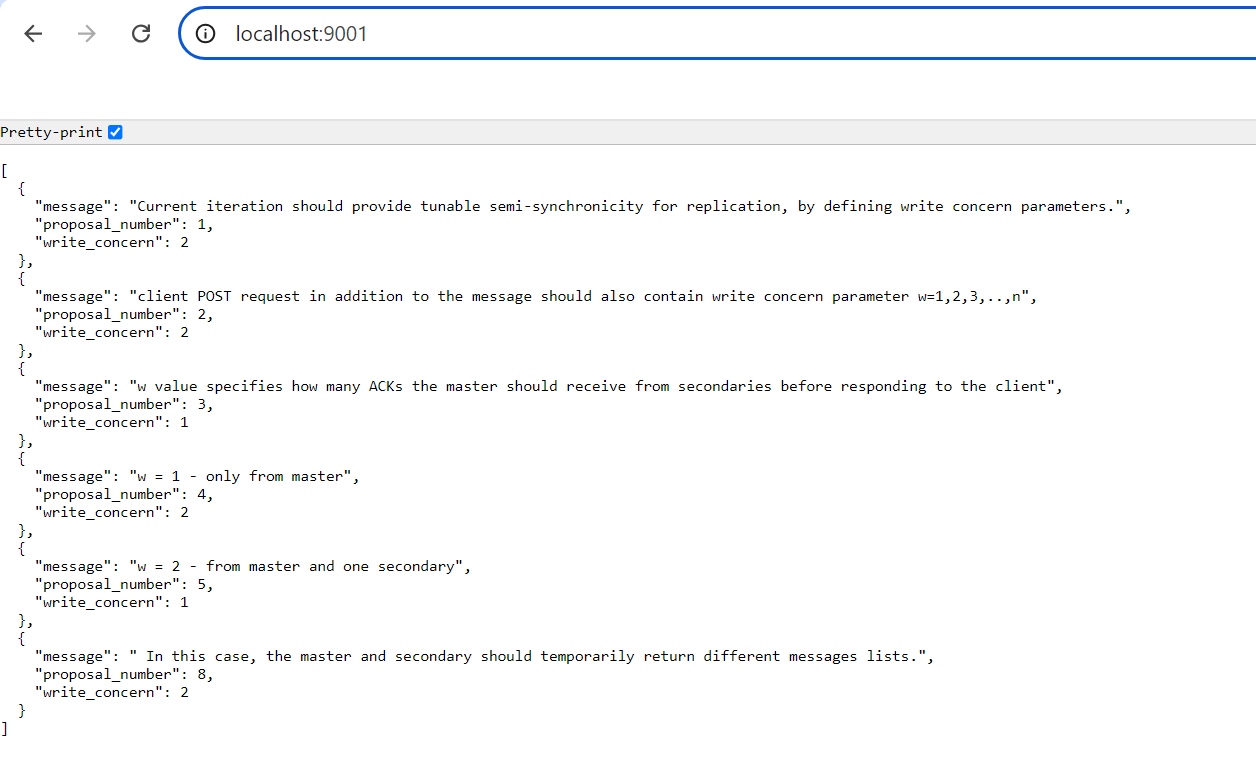 localhost:9001
Pretty-print
[
  {
    "message": "Current iteration should provide tunable semi-synchronicity for replication, by defining write concern parameters.",
    "proposal_number": 1,
    "write_concern": 2
  },
  {
    "message": "client POST request in addition to the message should also contain write concern parameter w=1,2,3,..,n",
    "proposal_number": 2,
    "write_concern": 2
  },
  {
    "message": "w value specifies how many ACKs the master should receive from secondaries before responding to the client",
    "proposal_number": 3,
    "write_concern": 1
  },
  {
    "message": "w = 1 - only from master",
    "proposal_number": 4,
    "write_concern": 2
  },
  {
    "message": "w = 2 - from master and one secondary",
    "proposal_number": 5,
    "write_concern": 1
  },
  {
    "message": " In this case, the master and secondary should temporarily return different messages lists.",
    "proposal_number": 8,
    "write_concern": 2
  }
]